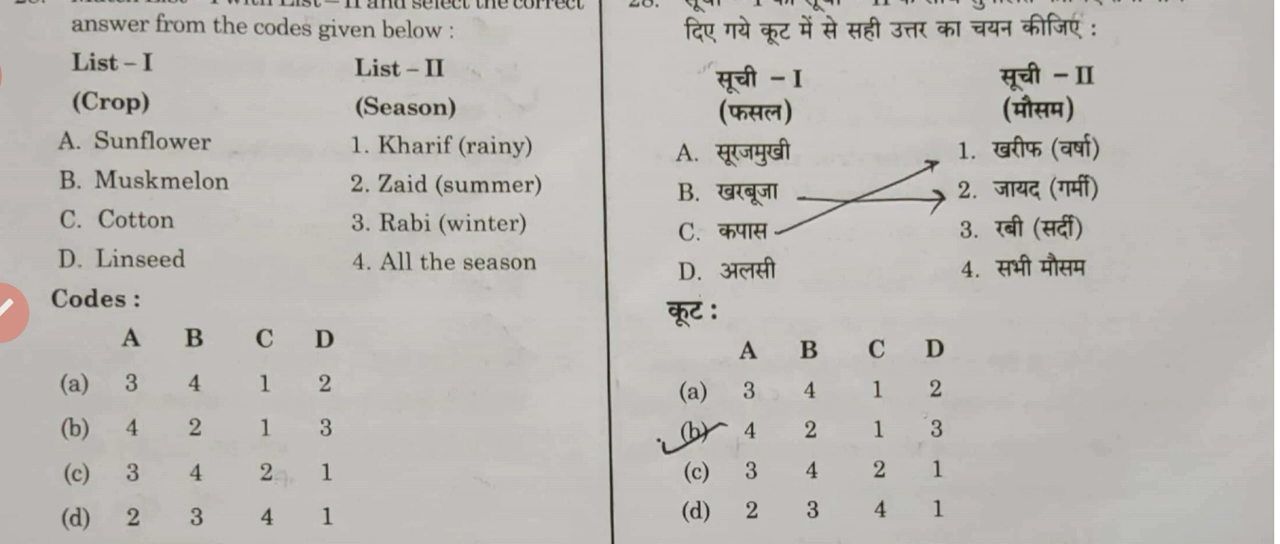 answer from the codes given below :
List – I List – II
(Crop) (Season)
A. Sunflower 1. Kharif (rainy)
B. Muskmelon 2. Zaid (summer)
C. Cotton 3. Rabi (winter)
D. Linseed 4. All the season
Codes :
A B C D
(a) 3 4 1 2
(b) 4 2 1 3
(c) 3 4 2 1
(d) 2 3 4 1
दिए गये कूट में से सही उत्तर का चयन कीजिए :
सूची – I सूची – II
(फसल) (मौसम)
A. सूरजमुखी 1. खरीफ (वर्षा)
B. खरबूजा 2. जायद (गर्मी)
C. कपास 3. रबी (सर्दी)
D. अलसी 4. सभी मौसम
कूट :
A B C D
(a) 3 4 1 2
(b) 4 2 1 3
(c) 3 4 2 1
(d) 2 3 4 1